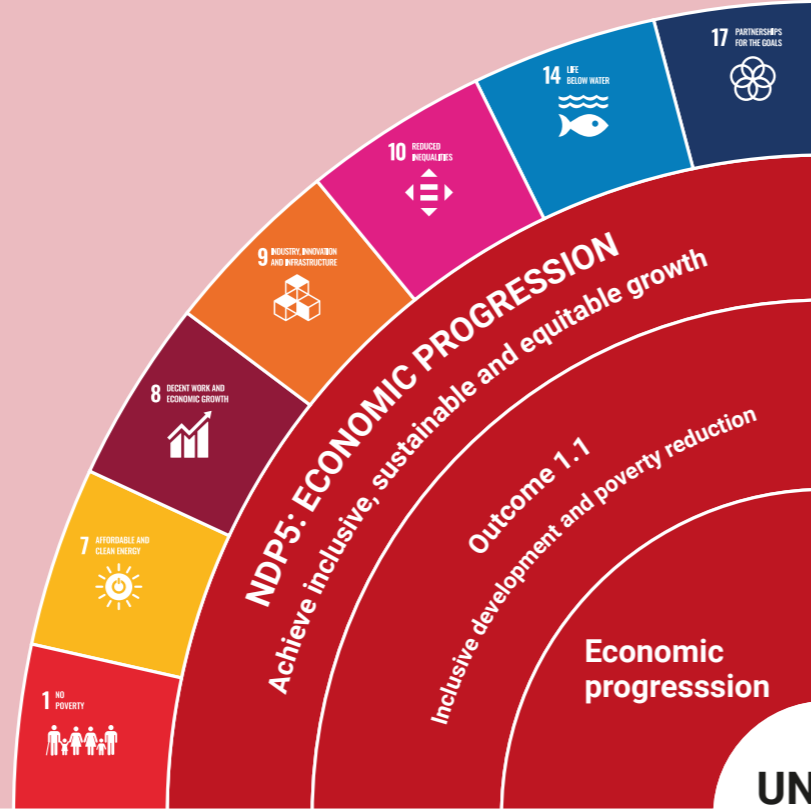 17 PARTNERSHIPS
FOR THE GOALS
14 LIFE
BELOW WATER
10 REDUCED
INEQUALITIES
9 INDUSTRY, INNOVATION
AND INFRASTRUCTURE
8 DECENT WORK AND
ECONOMIC GROWTH
7 AFFORDABLE AND
CLEAN ENERGY
1 NO
POVERTY
NDP5: ECONOMIC PROGRESSION
Achieve inclusive, sustainable and equitable growth
Outcome 1.1
Inclusive development and poverty reduction
Economic
progresssion
UN